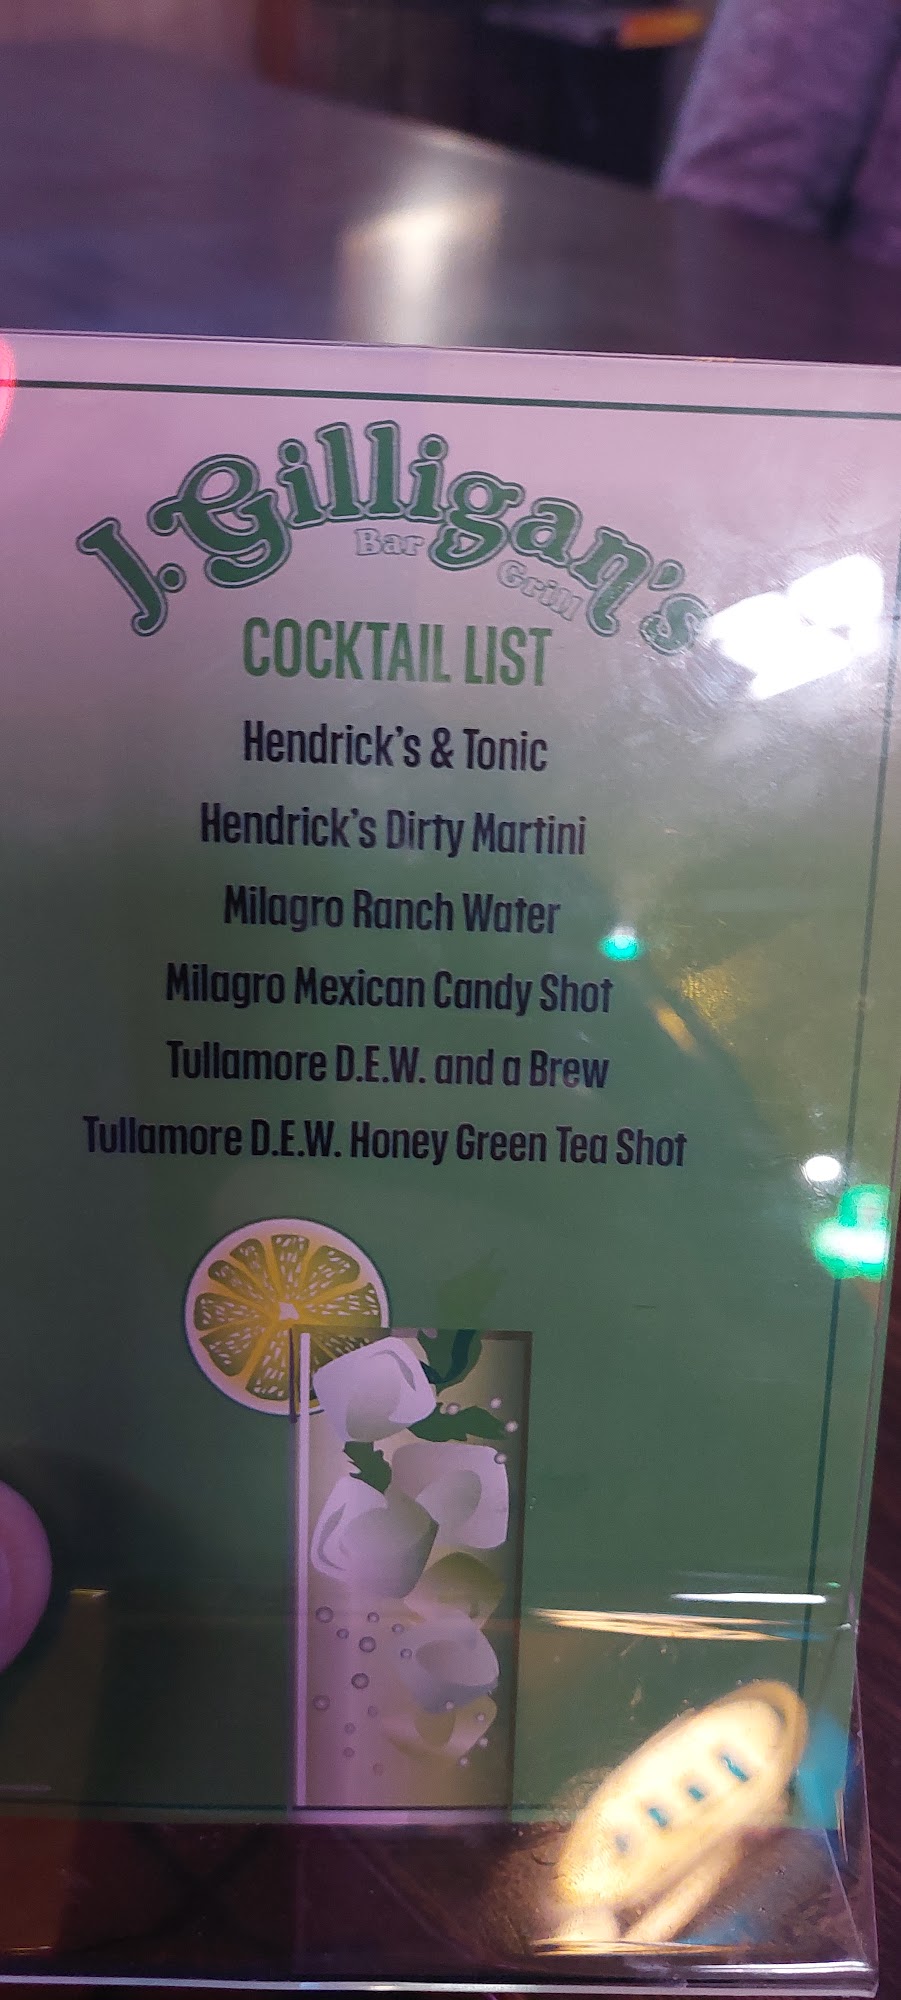 J. Gilligan's
Bar
Grill
COCKTAIL LIST
Hendrick's & Tonic
Hendrick's Dirty Martini
Milagro Ranch Water
Milagro Mexican Candy Shot
Tullamore D.E.W. and a Brew
Tullamore D.E.W. Honey Green Tea Shot